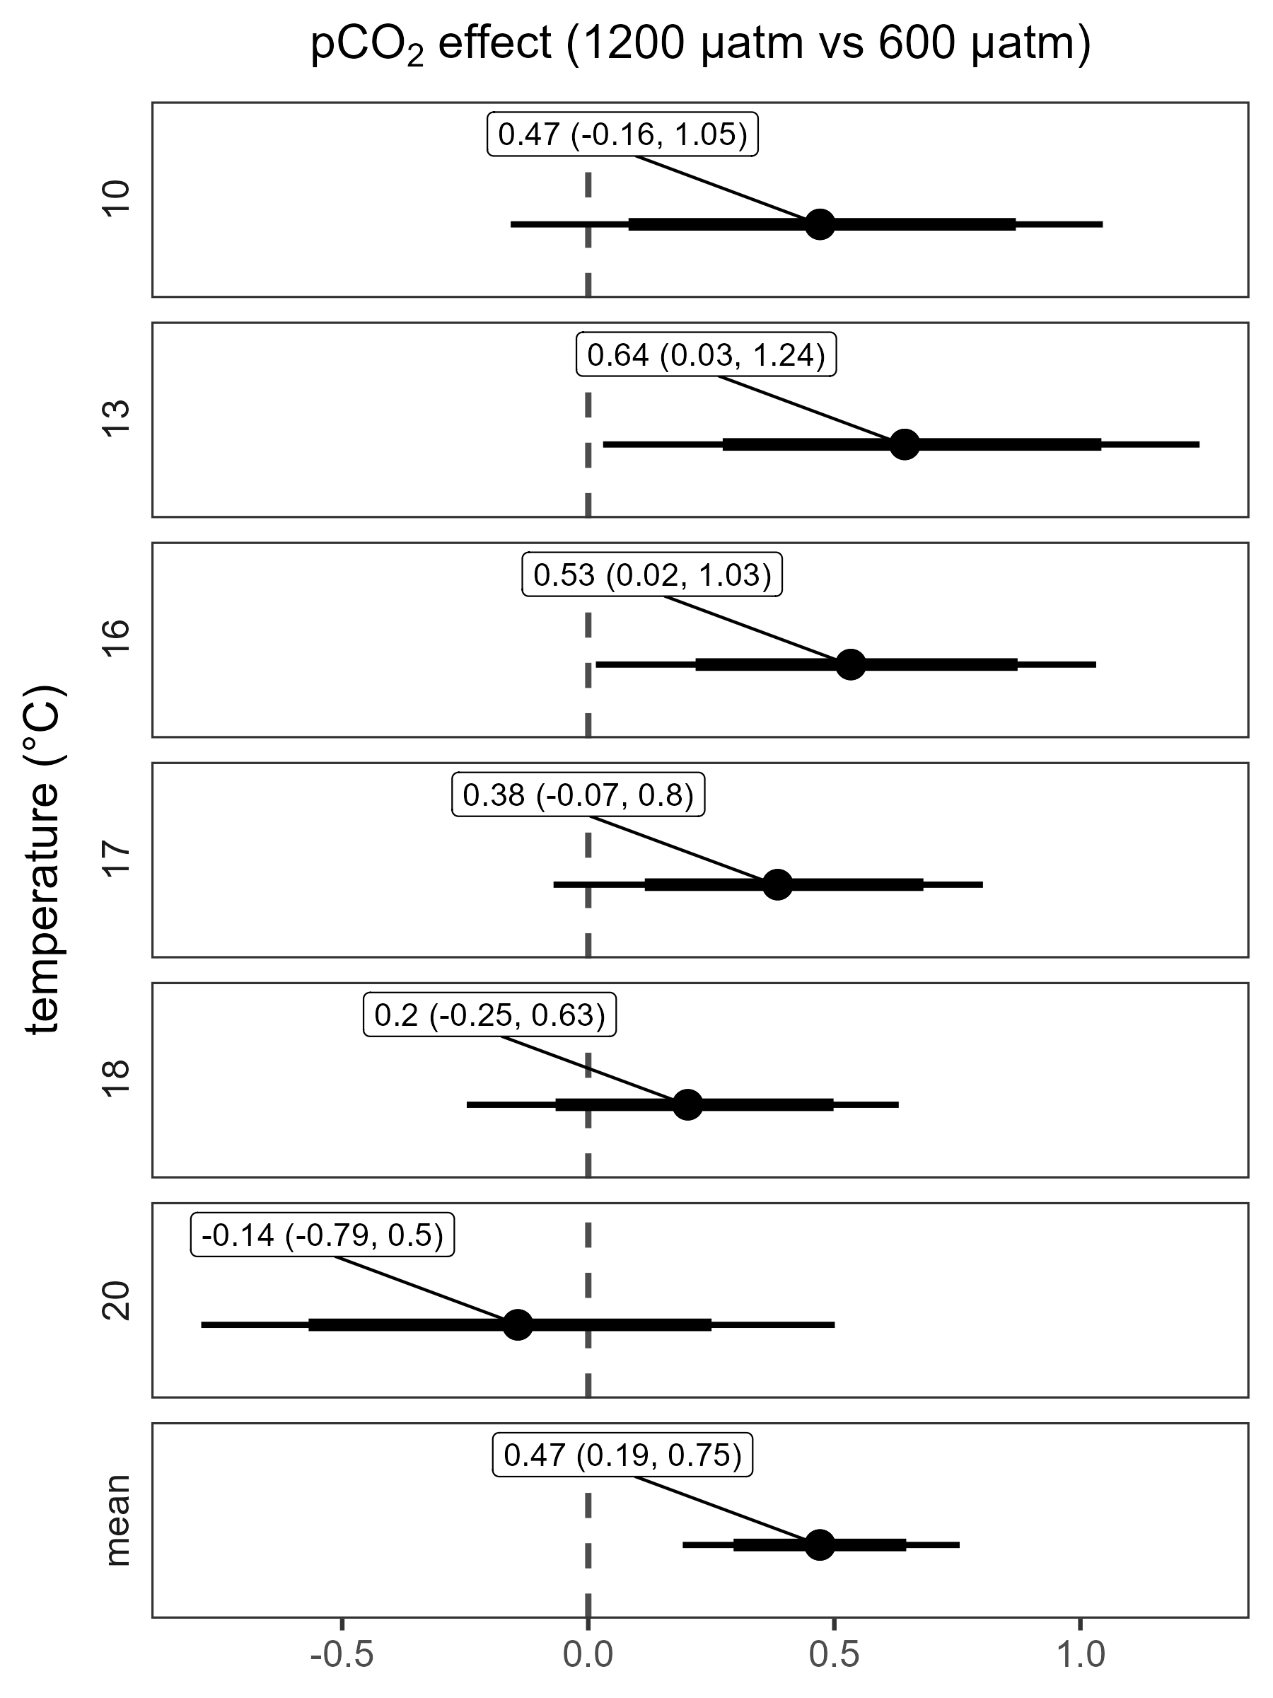 pCO₂ effect (1200 µatm vs 600 µatm)
temperature (°C)
10
0.47 (-0.16, 1.05)
13
0.64 (0.03, 1.24)
16
0.53 (0.02, 1.03)
17
0.38 (-0.07, 0.8)
18
0.2 (-0.25, 0.63)
20
-0.14 (-0.79, 0.5)
mean
0.47 (0.19, 0.75)
-0.5 0.0 0.5 1.0